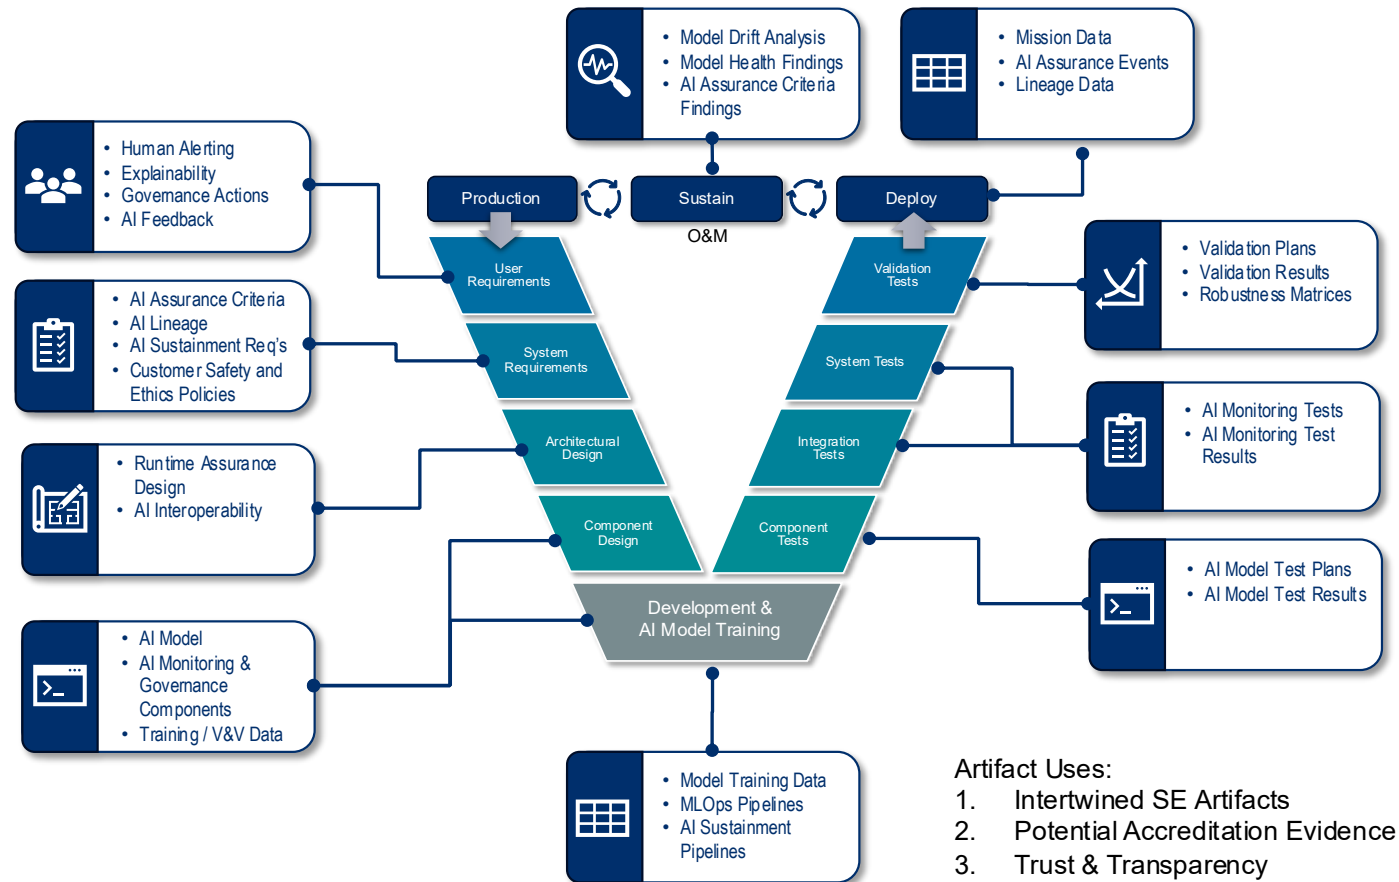 • Model Drift Analysis
• Model Health Findings
• AI Assurance Criteria
Findings
• Mission Data
• AI Assurance Events
• Lineage Data
• Human Alerting
• Explainability
• Governance Actions
• AI Feedback
Production
Sustain
Deploy
O&M
User
Requirements
Validation
Tests
• Validation Plans
• Validation Results
• Robustness Matrices
• AI Assurance Criteria
• AI Lineage
• AI Sustainment Req's
• Customer Safety and
Ethics Policies
System
Requirements
System Tests
• AI Monitoring Tests
• AI Monitoring Test
Results
Architectural
Design
Integration
Tests
• Runtime Assurance
Design
• AI Interoperability
Component
Design
Component
Tests
• AI Model Test Plans
• AI Model Test Results
Development &
AI Model Training
• AI Model
• AI Monitoring &
Governance
Components
• Training / V&V Data
• Model Training Data
• MLOps Pipelines
• AI Sustainment
Pipelines
Artifact Uses:
1. Intertwined SE Artifacts
2. Potential Accreditation Evidence
3. Trust & Transparency